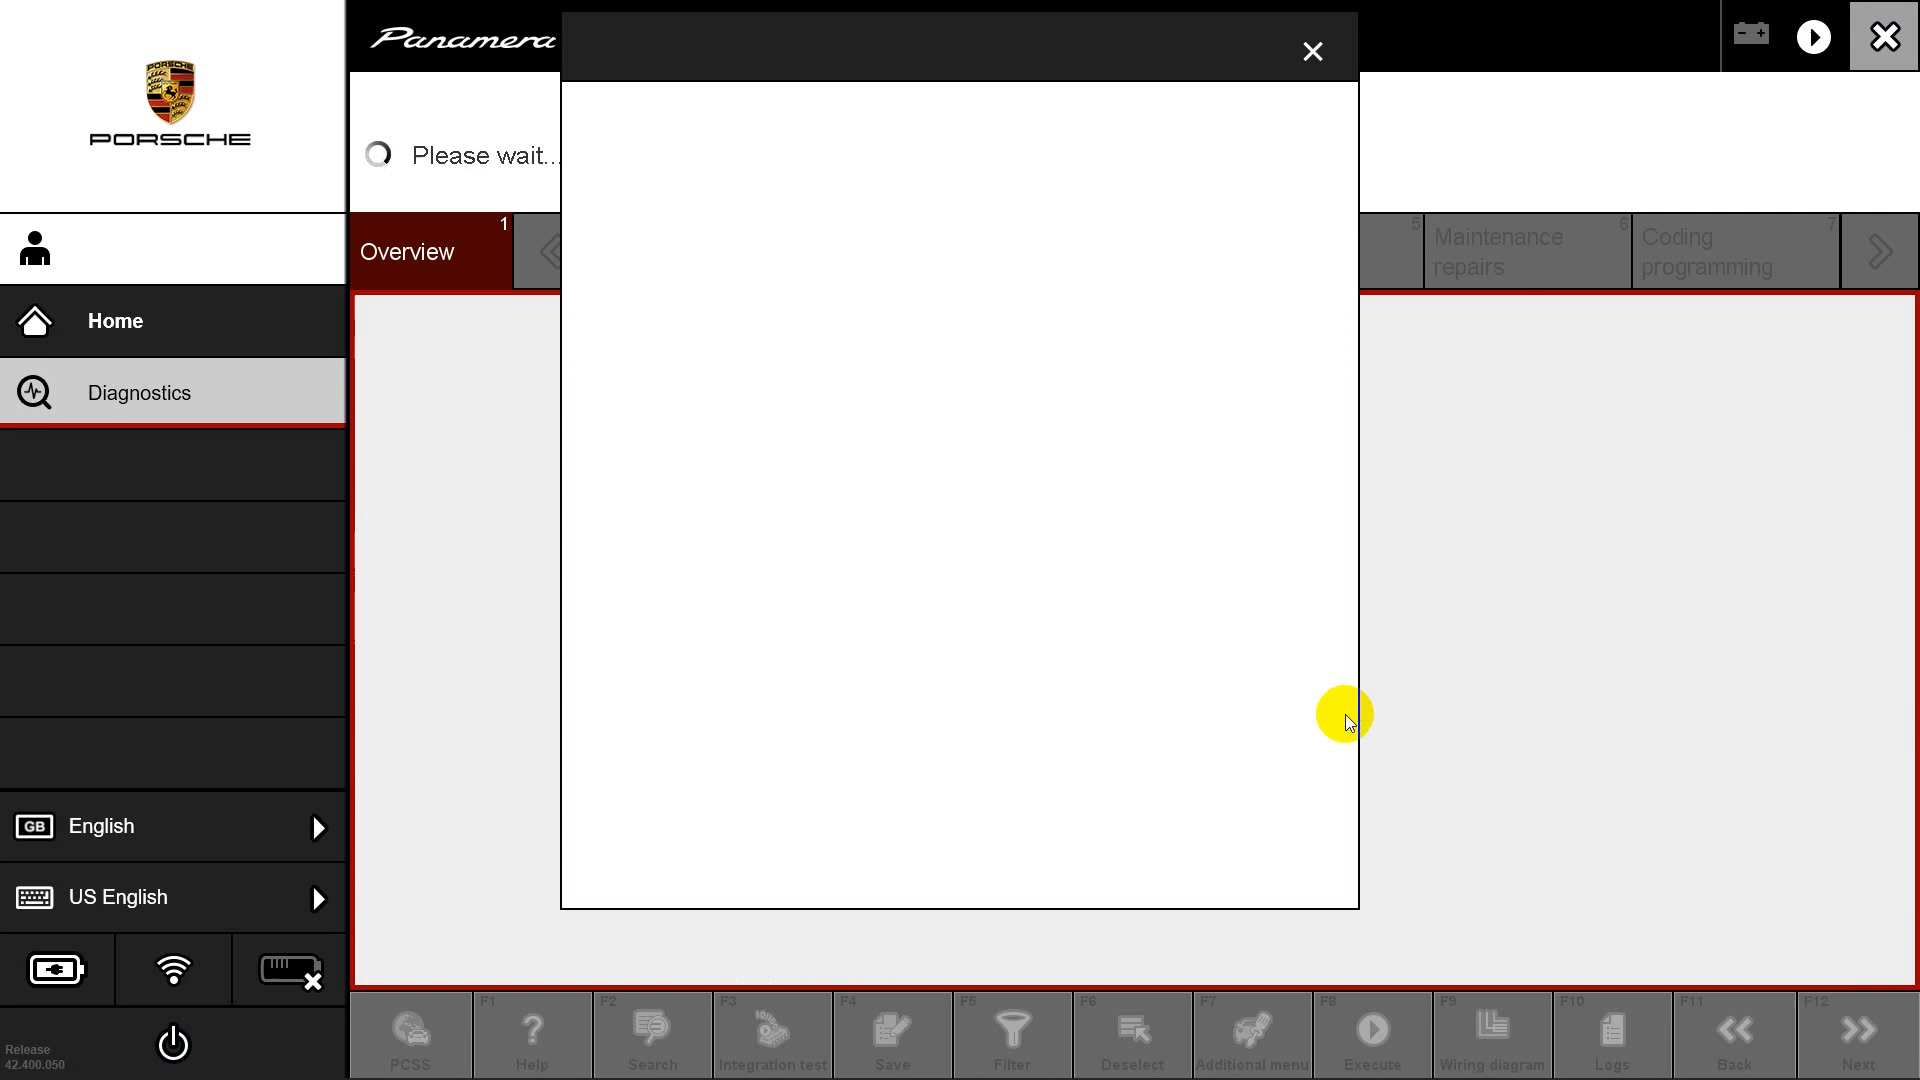 PORSCHE
Panamera
Please wait...
1
Overview
5
Maintenance
repairs
6
Coding
programming
7
Home
Diagnostics
GB
English
US English
Release
42.400.050
PCSS
F1
Help
F2
Search
F3
Integration test
F4
Save
F5
Filter
F6
Deselect
F7
Additional menu
F8
Execute
F9
Wiring diagram
F10
Logs
F11
Back
F12
Next